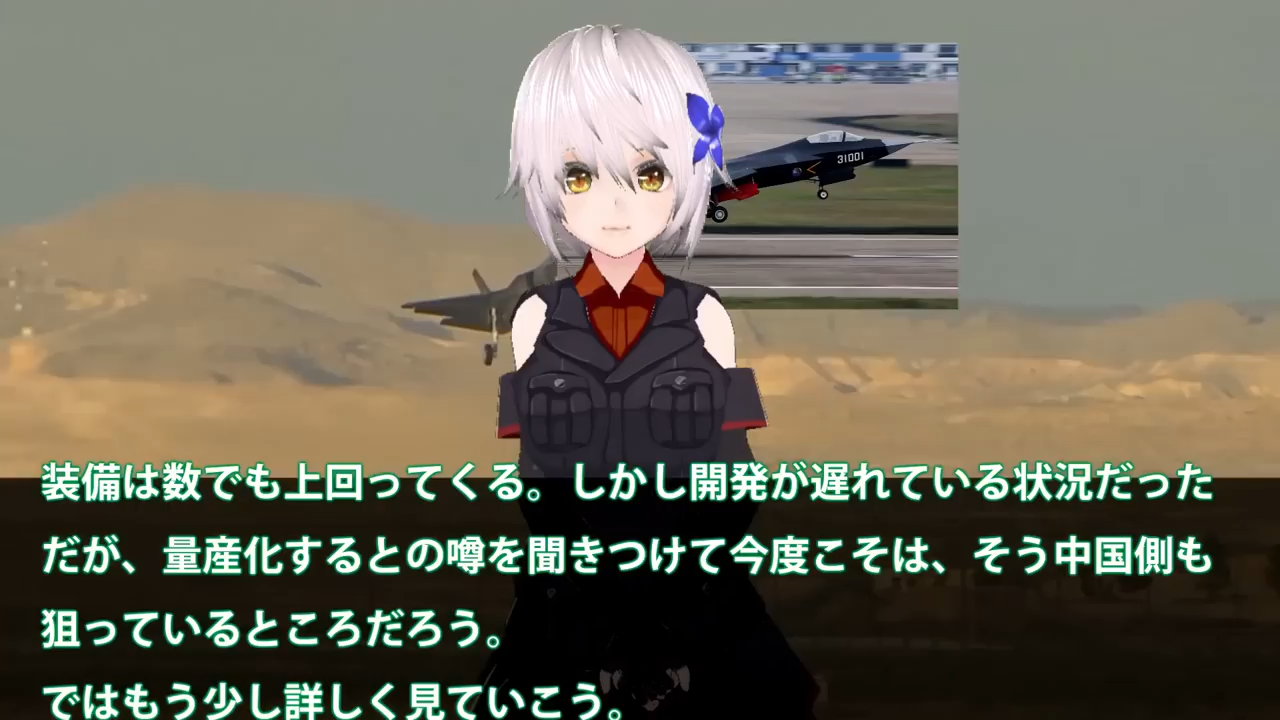 31001
装備は数でも上回ってくる。しかし開発が遅れている状況だった
だが、量産化するとの噂を聞きつけて今度こそは、そう中国側も
狙っているところだろう。
ではもう少し詳しく見ていこう。